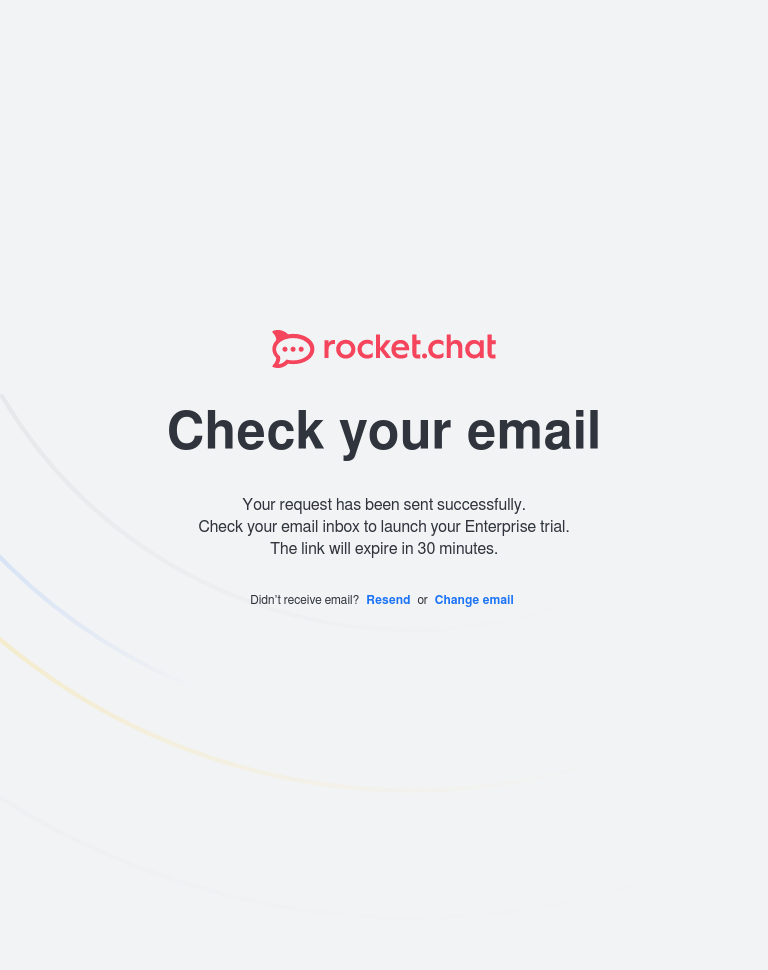 rocket.chat
Check your email
Your request has been sent successfully.
Check your email inbox to launch your Enterprise trial.
The link will expire in 30 minutes.
Didn't receive email? Resend or Change email